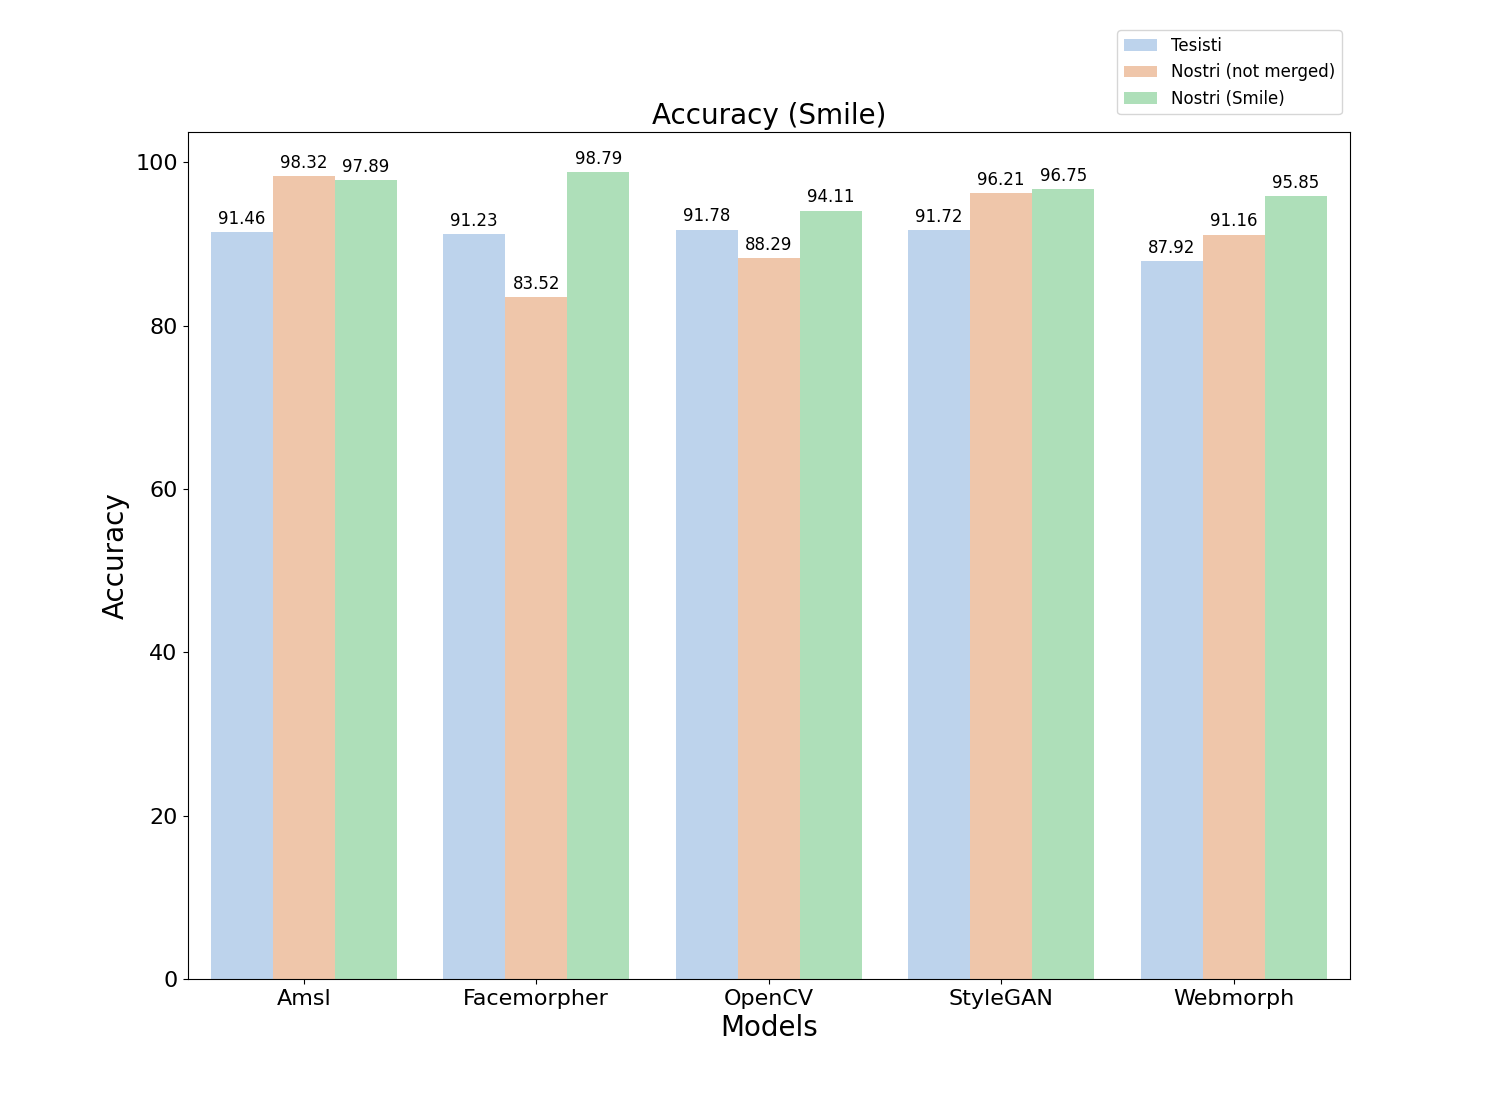 Tesisti
Nostri (not merged)
Nostri (Smile)
Accuracy (Smile)
100
80
60
40
20
0
Accuracy
91.46
98.32
97.89
91.23
83.52
98.79
91.78
88.29
94.11
91.72
96.21
96.75
87.92
91.16
95.85
Amsl
Facemorpher
OpenCV
StyleGAN
Webmorph
Models